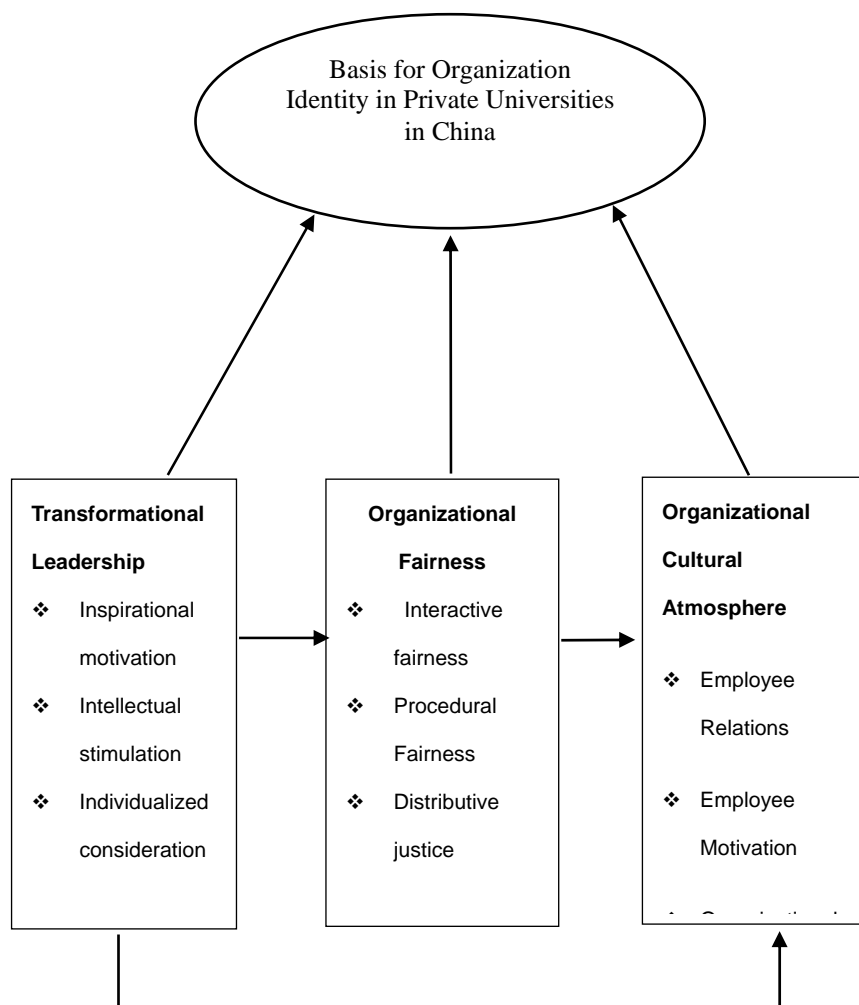 Basis for Organization
Identity in Private Universities
in China
Transformational
Leadership
❖ Inspirational
motivation
❖ Intellectual
stimulation
❖ Individualized
consideration
Organizational
Fairness
❖ Interactive
fairness
❖ Procedural
Fairness
❖ Distributive
justice
Organizational
Cultural
Atmosphere
❖ Employee
Relations
❖ Employee
Motivation